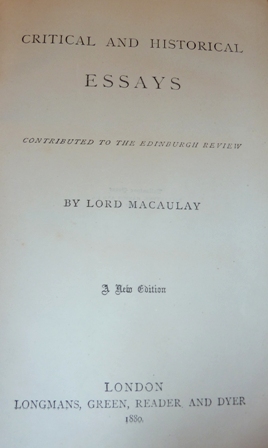 CRITICAL AND HISTORICAL
ESSAYS
CONTRIBUTED TO THE EDINBURGH REVIEW
BY LORD MACAULAY
A New Edition
LONDON
LONGMANS, GREEN, READER AND DYER
1880.